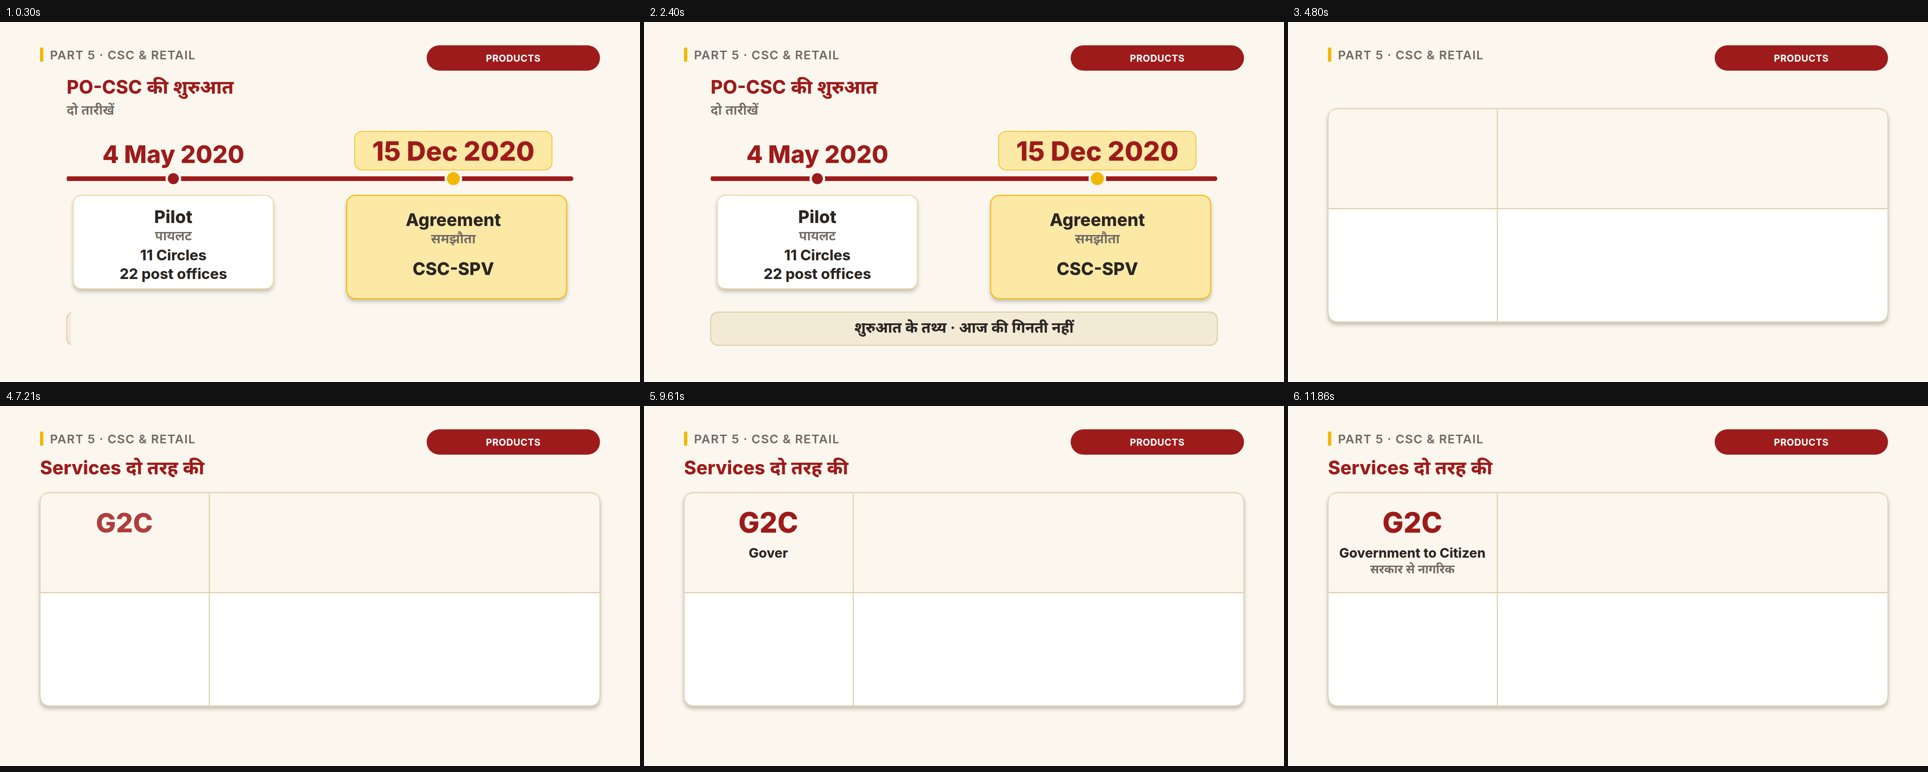 1. 0.30s
PART 5 · CSC & RETAIL
PRODUCTS
PO-CSC की शुरुआत
दो तारीखें
4 May 2020
15 Dec 2020
Pilot
पायलट
11 Circles
22 post offices
Agreement
समझौता
CSC-SPV
2. 2.40s
PART 5 · CSC & RETAIL
PRODUCTS
PO-CSC की शुरुआत
दो तारीखें
4 May 2020
15 Dec 2020
Pilot
पायलट
11 Circles
22 post offices
Agreement
समझौता
CSC-SPV
शुरुआत के तथ्य · आज की गिनती नहीं
3. 4.80s
PART 5 · CSC & RETAIL
PRODUCTS
4. 7.21s
PART 5 · CSC & RETAIL
PRODUCTS
Services दो तरह की
G2C
5. 9.61s
PART 5 · CSC & RETAIL
PRODUCTS
Services दो तरह की
G2C
Gover
6. 11.86s
PART 5 · CSC & RETAIL
PRODUCTS
Services दो तरह की
G2C
Government to Citizen
सरकार से नागरिक